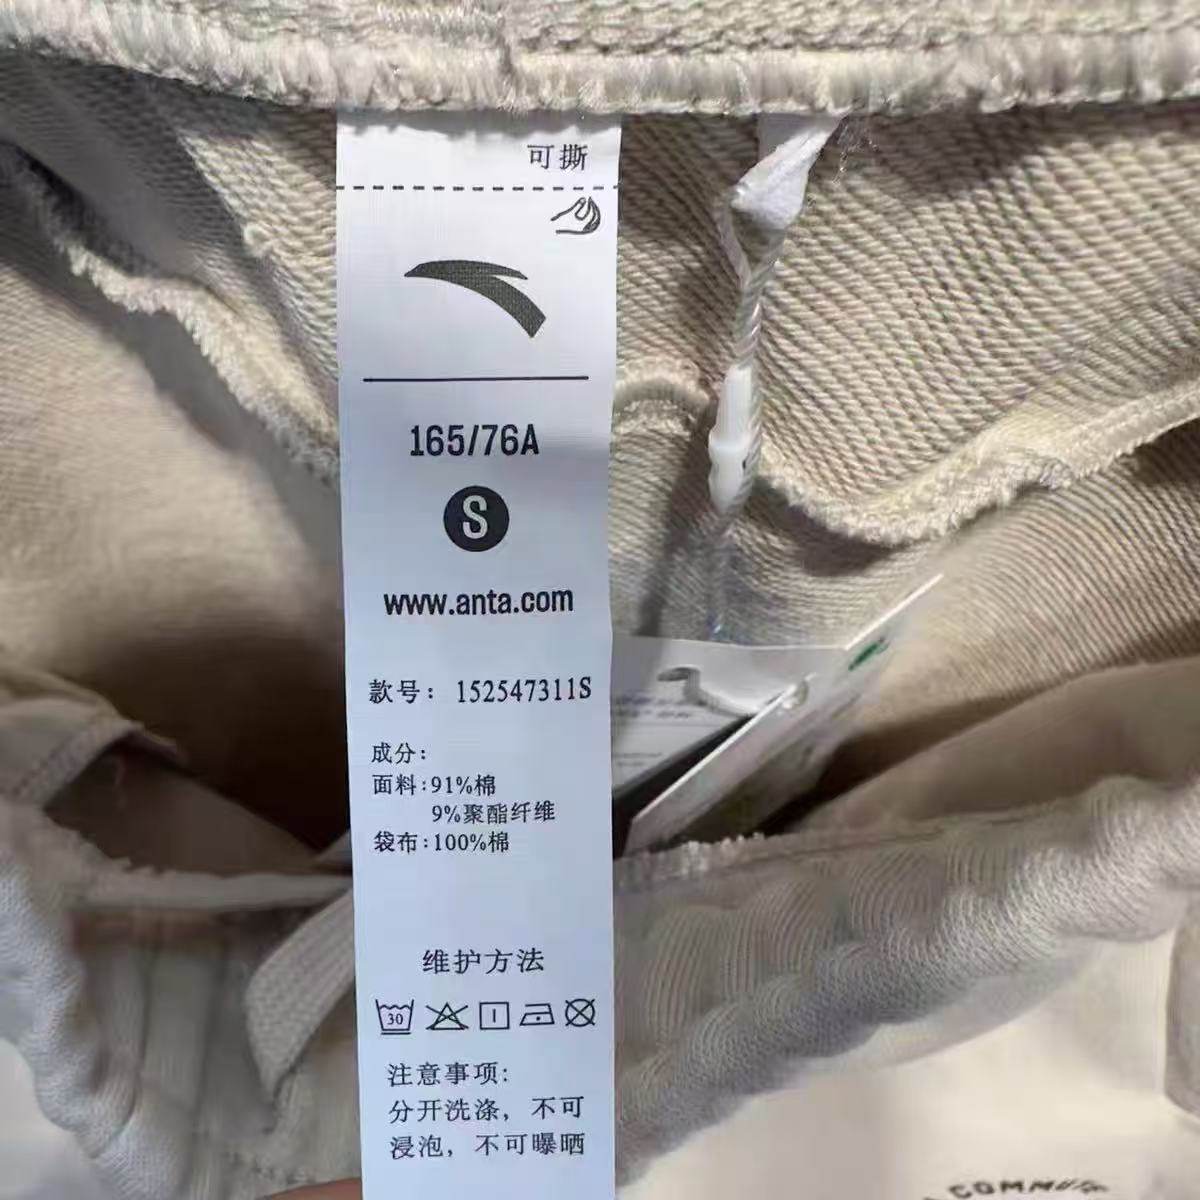 可撕
165/76A
S
www.anta.com
款号：152547311S
成分：
面料：91%棉
9%聚酯纤维
袋布：100%棉
维护方法
30
注意事项：
分开洗涤，不可
浸泡，不可曝晒